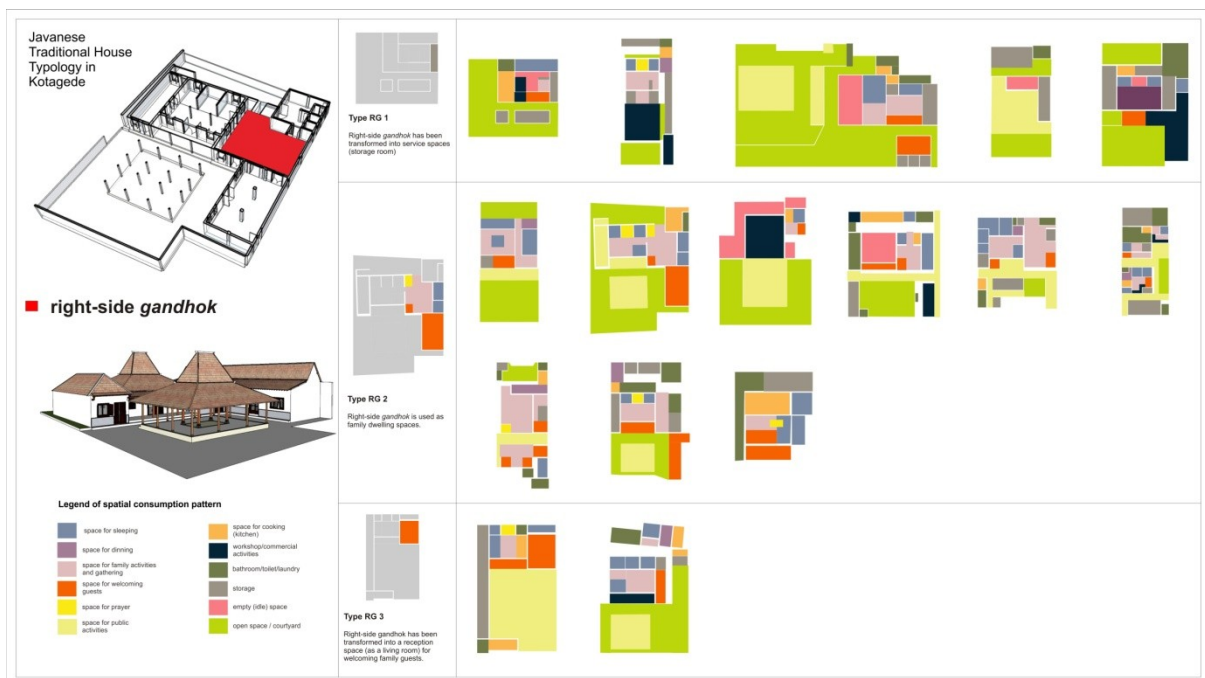 Javanese
Traditional House
Typology in
Kotagede
right-side gandhok
Legend of spatial consumption pattern
space for sleeping
space for dinning
space for family activities
and gathering
space for welcoming
guests
space for prayer
space for public
activities
space for cooking
(kitchen)
workshop/commercial
activities
bathroom/toilet/laundry
storage
empty (idle) space
open space / courtyard
Type RG 1
Right-side gandhok has been
transformed into service spaces
(storage room)
Type RG 2
Right-side gandhok is used as
family dwelling spaces.
Type RG 3
Right-side gandhok has been
transformed into a reception
space (as a living room) for
welcoming family guests.